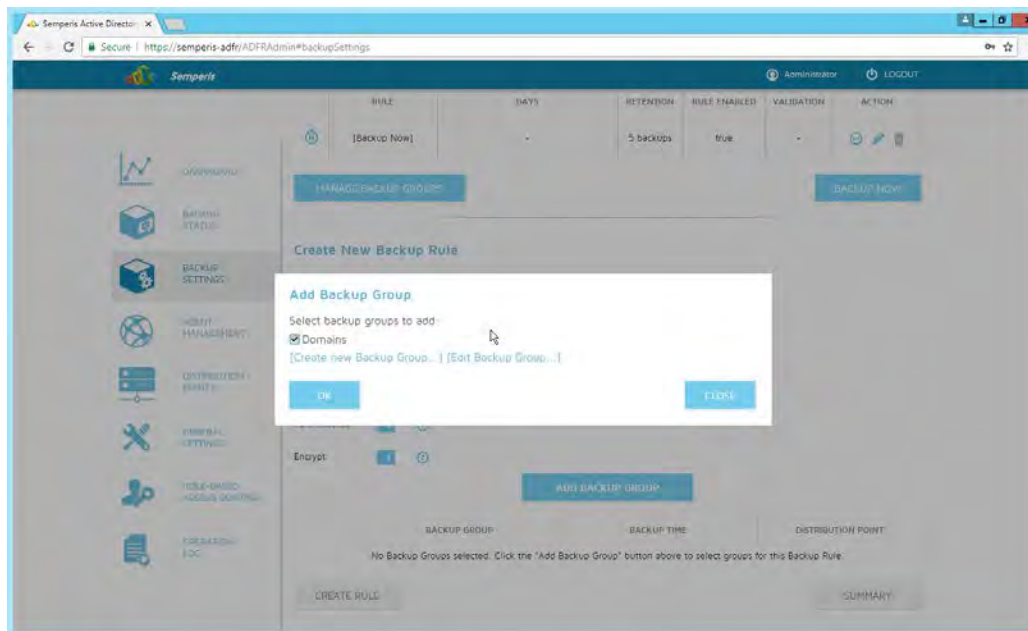 Semperis Active Director
Secure | https://semperis-adfr/ADFRAdmin#backupSettings
Semperis
Administrator
LOGOUT
RULE DAYS RETENTION RULE ENABLED VALIDATION ACTION
[Backup Now] - 5 backups true -
DASHBOARD
MANAGE BACKUP GROUPS
BACKUP NOW
BACKUP
STATUS
Create New Backup Rule
BACKUP
SETTINGS
Add Backup Group
Select backup groups to add:
Domains
[Create new Backup Group...] [Edit Backup Group...]
OK
CLOSE
AGENT
MANAGEMENT
DISTRIBUTION
POINTS
GENERAL
SETTINGS
Encrypt
ROLE-BASED
ACCESS CONTROL
ADD BACKUP GROUP
BACKUP GROUP BACKUP TIME DISTRIBUTION POINT
OPERATION
LOG
No Backup Groups selected. Click the "Add Backup Group" button above to select groups for this Backup Rule.
CREATE RULE
SUMMARY